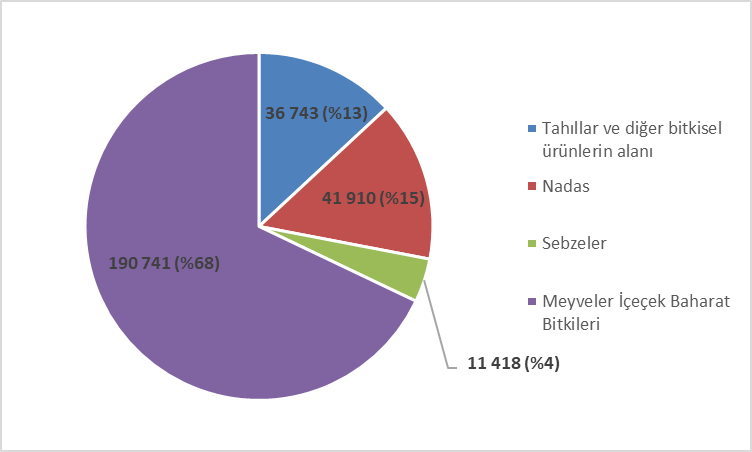 36 743 (%13)
41 910 (%15)
190 741 (%68)
11 418 (%4)
Tahıllar ve diğer bitkisel
ürünlerin alanı
Nadas
Sebzeler
Meyveler İçeçek Baharat
Bitkileri